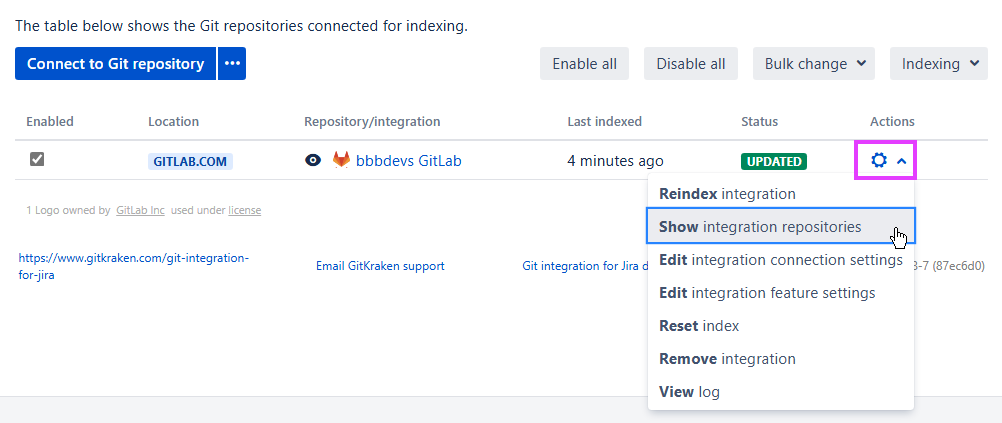 The table below shows the Git repositories connected for indexing.
Connect to Git repository ••• Enable all Disable all Bulk change Indexing
Enabled Location Repository/integration Last indexed Status Actions
GITLAB.COM bbbdevs GitLab 4 minutes ago UPDATED
Reindex integration
1 Logo owned by GitLab Inc used under license
Show integration repositories
https://www.gitkraken.com/git-integration-
for-jira
Email GitKraken support
Git integration for Jira d
Edit integration connection settings
3-7 (87ec6d0)
Edit integration feature settings
Reset index
Remove integration
View log